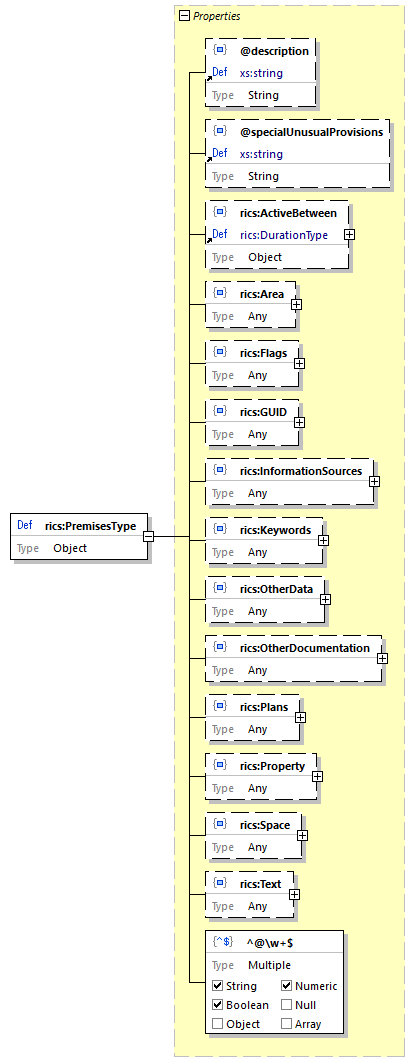 Properties
@description
Def xs:string
Type String
@specialUnusualProvisions
Def xs:string
Type String
rics:ActiveBetween
Def rics:DurationType
Type Object
rics:Area
Type Any
rics:Flags
Type Any
rics:GUID
Type Any
rics:InformationSources
Type Any
Def rics:PremisesType
Type Object
rics:Keywords
Type Any
rics:OtherData
Type Any
rics:OtherDocumentation
Type Any
rics:Plans
Type Any
rics:Property
Type Any
rics:Space
Type Any
rics:Text
Type Any
{^$} ^@\w+$
Type Multiple
String Numeric
Boolean Null
Object Array